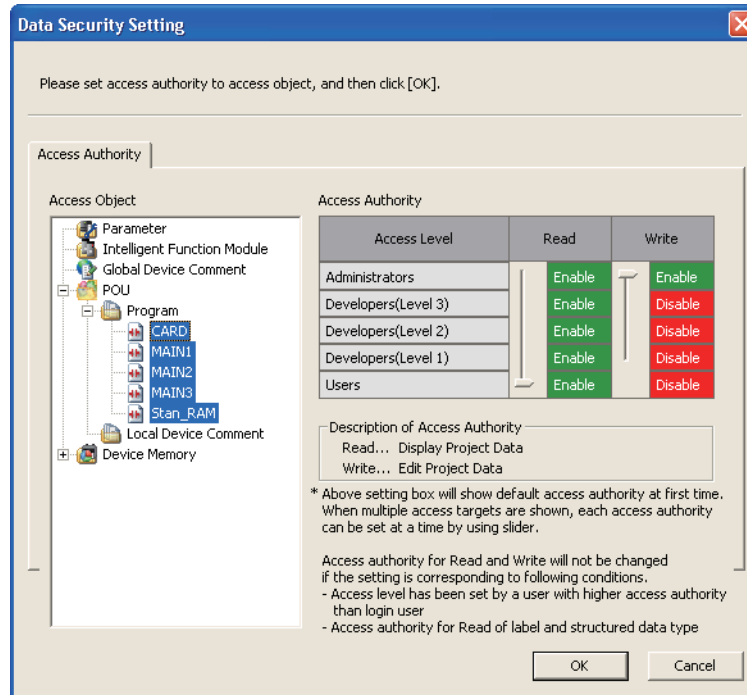 Data Security Setting
Please set access authority to access object, and then click [OK].
Access Authority
Access Object
Parameter
Intelligent Function Module
Global Device Comment
POU
Program
CARD
MAIN1
MAIN2
MAIN3
Stan_RAM
Local Device Comment
Device Memory
Access Authority
Access Level Read Write
Administrators Enable Enable
Developers(Level 3) Enable Disable
Developers(Level 2) Enable Disable
Developers(Level 1) Enable Disable
Users Enable Disable
Description of Access Authority
Read... Display Project Data
Write... Edit Project Data
* Above setting box will show default access authority at first time.
When multiple access targets are shown, each access authority
can be set at a time by using slider.
Access authority for Read and Write will not be changed
if the setting is corresponding to following conditions.
- Access level has been set by a user with higher access authority
than login user
- Access authority for Read of label and structured data type
OK Cancel